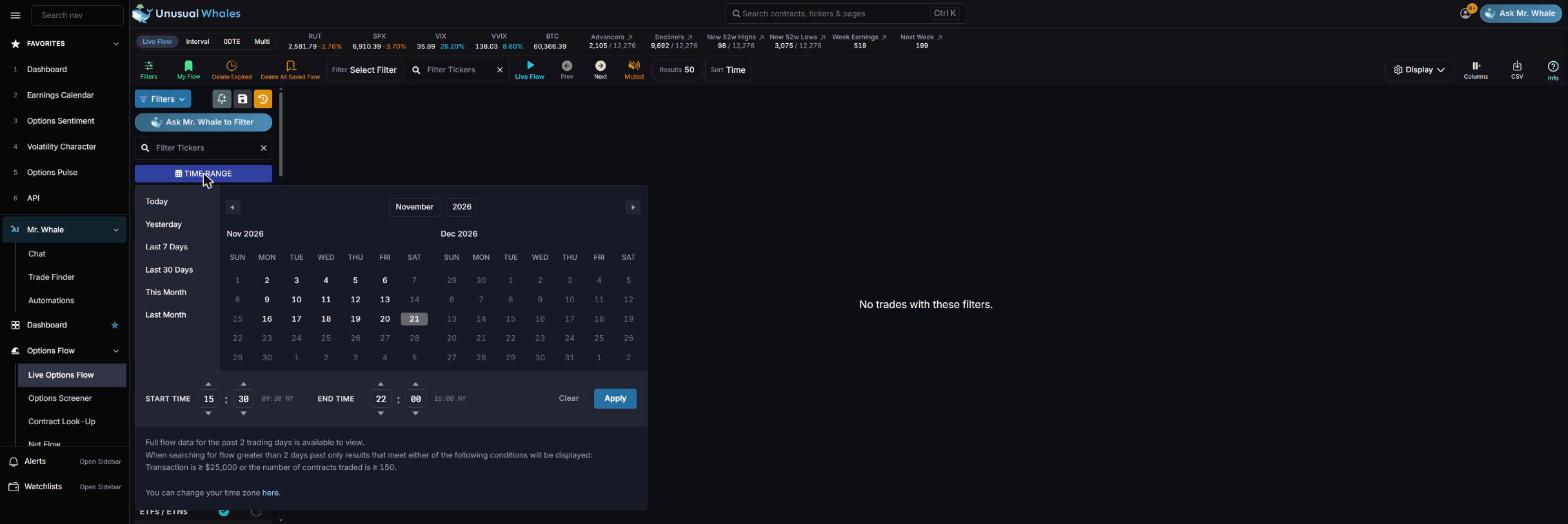 Search nav
Unusual Whales
Search contracts, tickers & pages
Ctrl K
9+
Ask Mr. Whale
FAVORITES
1 Dashboard
2 Earnings Calendar
3 Options Sentiment
4 Volatility Character
5 Options Pulse
6 API
AI Mr. Whale
Chat
Trade Finder
Automations
Dashboard
Options Flow
Live Options Flow
Options Screener
Contract Look-Up
Net Flow
Alerts Open Sidebar
Watchlists Open Sidebar
Live Flow Interval 0DTE Multi
RUT
2,581.79 -2.76%
SPX
6,910.39 -3.70%
VIX
35.89 26.20%
VVIX
138.03 8.60%
BTC
60,366.39
Advancers
2,105 / 12,276
Decliners
9,692 / 12,276
New 52w Highs
98 / 12,276
New 52w Lows
3,075 / 12,276
Week Earnings
519
Next Week
199
Filters
My Flow
Delete Expired
Delete All Saved Flow
Filter Select Filter
Filter Tickers
Live Flow
Prev
Next
Muted
Results 50
Sort Time
Display
Columns
CSV
Info
Filters
Ask Mr. Whale to Filter
Filter Tickers
TIME RANGE
Today
Yesterday
Last 7 Days
Last 30 Days
This Month
Last Month
November 2026
Nov 2026
SUN MON TUE WED THU FRI SAT
1 2 3 4 5 6 7
8 9 10 11 12 13 14
15 16 17 18 19 20 21
22 23 24 25 26 27 28
29 30 1 2 3 4 5
Dec 2026
SUN MON TUE WED THU FRI SAT
29 30 1 2 3 4 5
6 7 8 9 10 11 12
13 14 15 16 17 18 19
20 21 22 23 24 25 26
27 28 29 30 31 1 2
START TIME 15 : 30 09:30 NY END TIME 22 : 00 16:00 NY Clear Apply
Full flow data for the past 2 trading days is available to view.
When searching for flow greater than 2 days past only results that meet either of the following conditions will be displayed:
Transaction is ≥ $25,000 or the number of contracts traded is ≥ 150.
You can change your time zone here.
ETFs / ETNs
No trades with these filters.